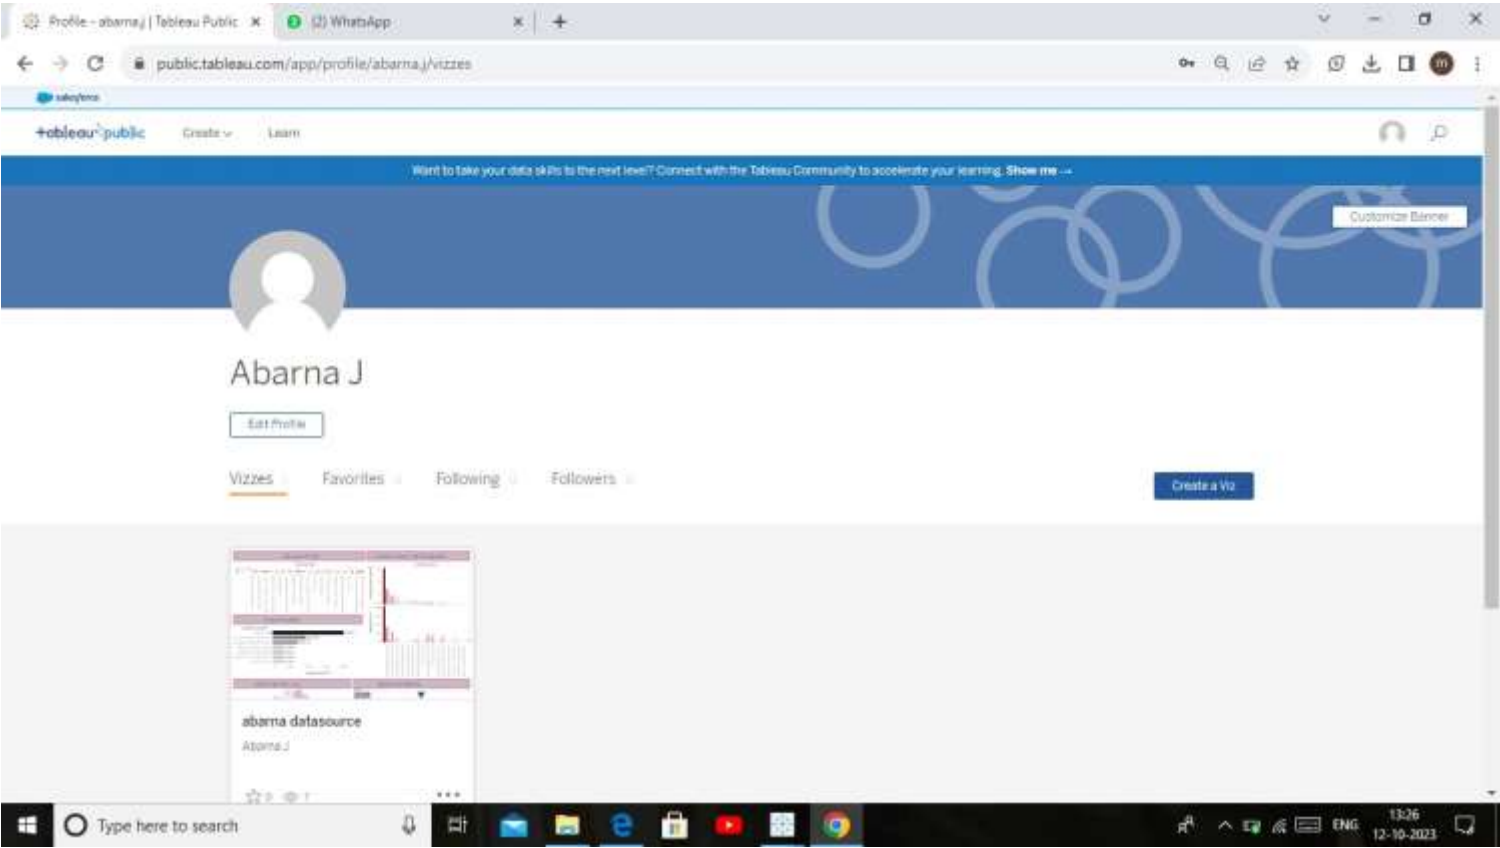 Profile - abarna.j | Tableau Public
(2) WhatsApp
public.tableau.com/app/profile/abarna.j/vizzes
salesforce
tableau public
Create
Learn
Want to take your data skills to the next level? Connect with the Tableau Community to accelerate your learning. Show me →
Customize Banner
Abarna J
Edit Profile
Vizzes
Favorites
Following
Followers
Create a Viz
abarna datasource
Abarna J
Type here to search
ENG
13:26
12-10-2023